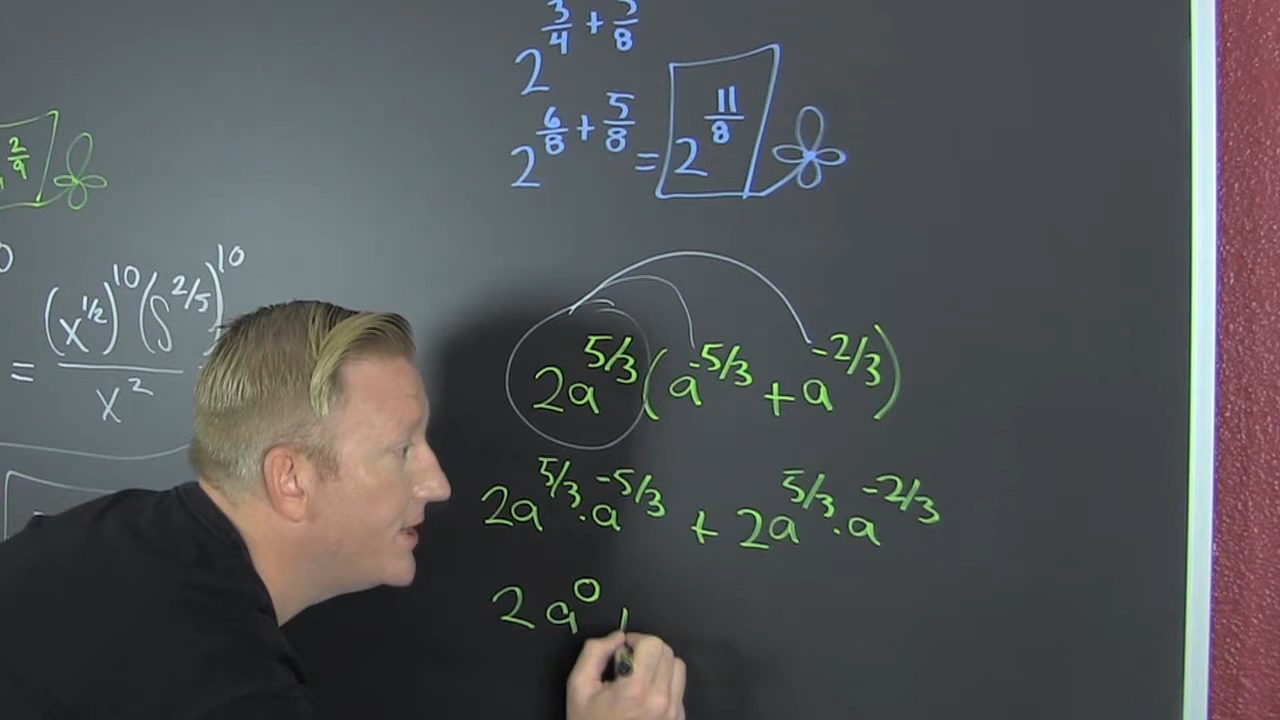 2^{3/4 + 5/8}
2^{6/8 + 5/8} = 2^{11/8}
2/9
= (x^{1/2})^{10} (S^{2/5})^{10} / x^2
2a^{5/3}(a^{-5/3} + a^{-2/3})
2a^{5/3} · a^{-5/3} + 2a^{5/3} · a^{-2/3}
2a^0